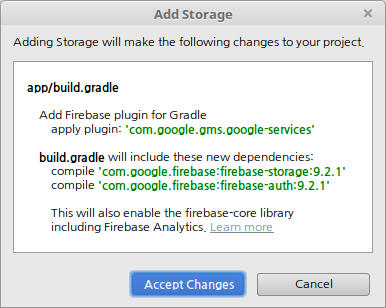 Add Storage
Adding Storage will make the following changes to your project.
app/build.gradle
Add Firebase plugin for Gradle
apply plugin: 'com.google.gms.google-services'
build.gradle will include these new dependencies:
compile 'com.google.firebase:firebase-storage:9.2.1'
compile 'com.google.firebase:firebase-auth:9.2.1'
This will also enable the firebase-core library
including Firebase Analytics. Learn more
Accept Changes
Cancel